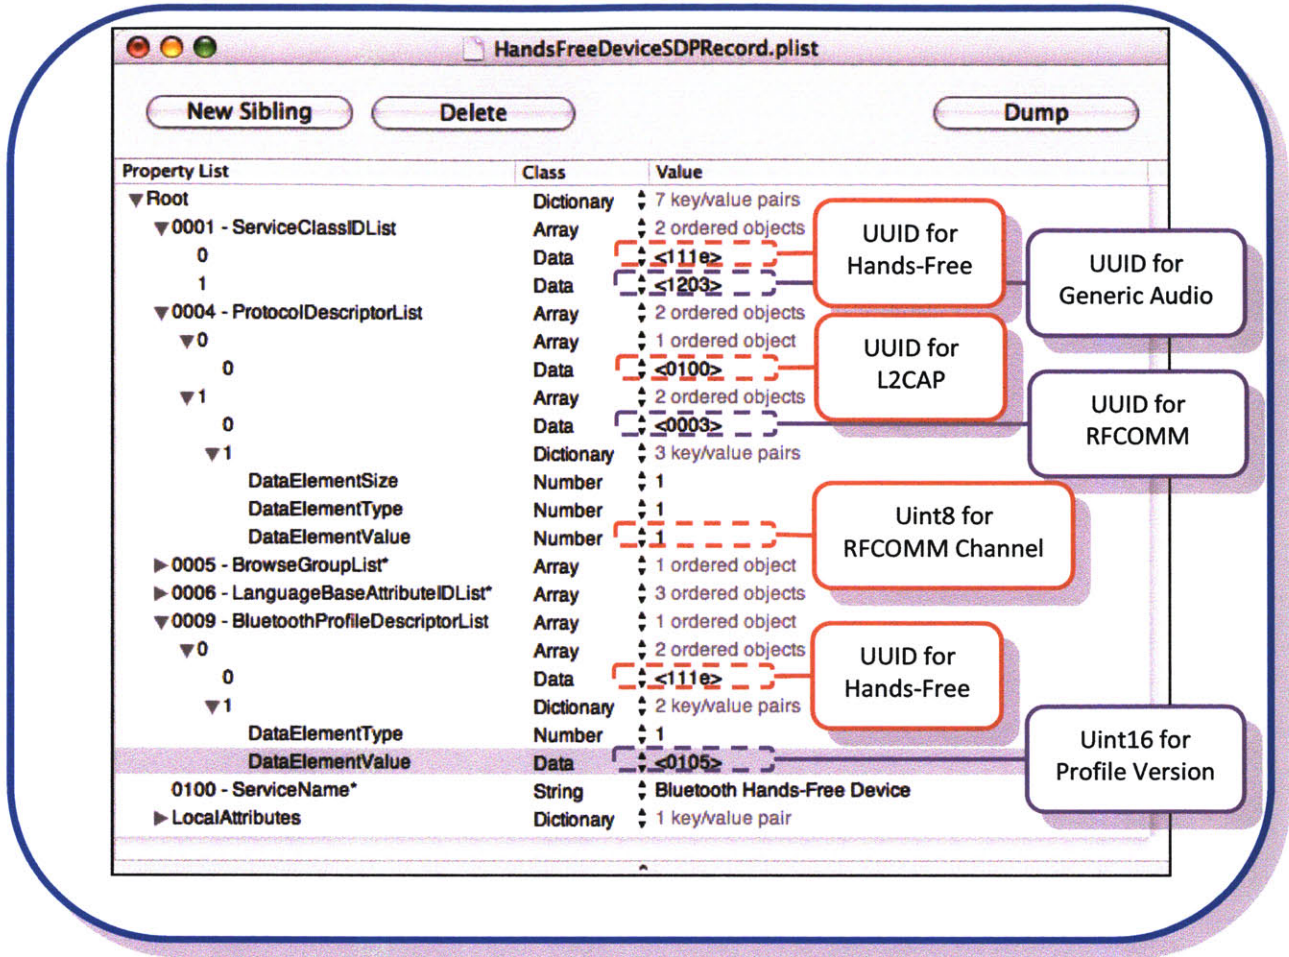 HandsFreeDeviceSDPRecord.plist
New Sibling Delete Dump
Property List Class Value
Root Dictionary 7 key/value pairs
0001 - ServiceClassIDList Array 2 ordered objects
0 Data <111e>
1 Data <1203>
0004 - ProtocolDescriptorList Array 2 ordered objects
0 Array 1 ordered object
0 Data <0100>
1 Array 2 ordered objects
0 Data <0003>
1 Dictionary 3 key/value pairs
DataElementSize Number 1
DataElementType Number 1
DataElementValue Number 1
0005 - BrowseGroupList* Array 1 ordered object
0006 - LanguageBaseAttributeIDList* Array 3 ordered objects
0009 - BluetoothProfileDescriptorList Array 1 ordered object
0 Array 2 ordered objects
0 Data <111e>
1 Dictionary 2 key/value pairs
DataElementType Number 1
DataElementValue Data <0105>
0100 - ServiceName* String Bluetooth Hands-Free Device
LocalAttributes Dictionary 1 key/value pair
UUID for
Hands-Free
UUID for
Generic Audio
UUID for
L2CAP
UUID for
RFCOMM
Uint8 for
RFCOMM Channel
UUID for
Hands-Free
Uint16 for
Profile Version